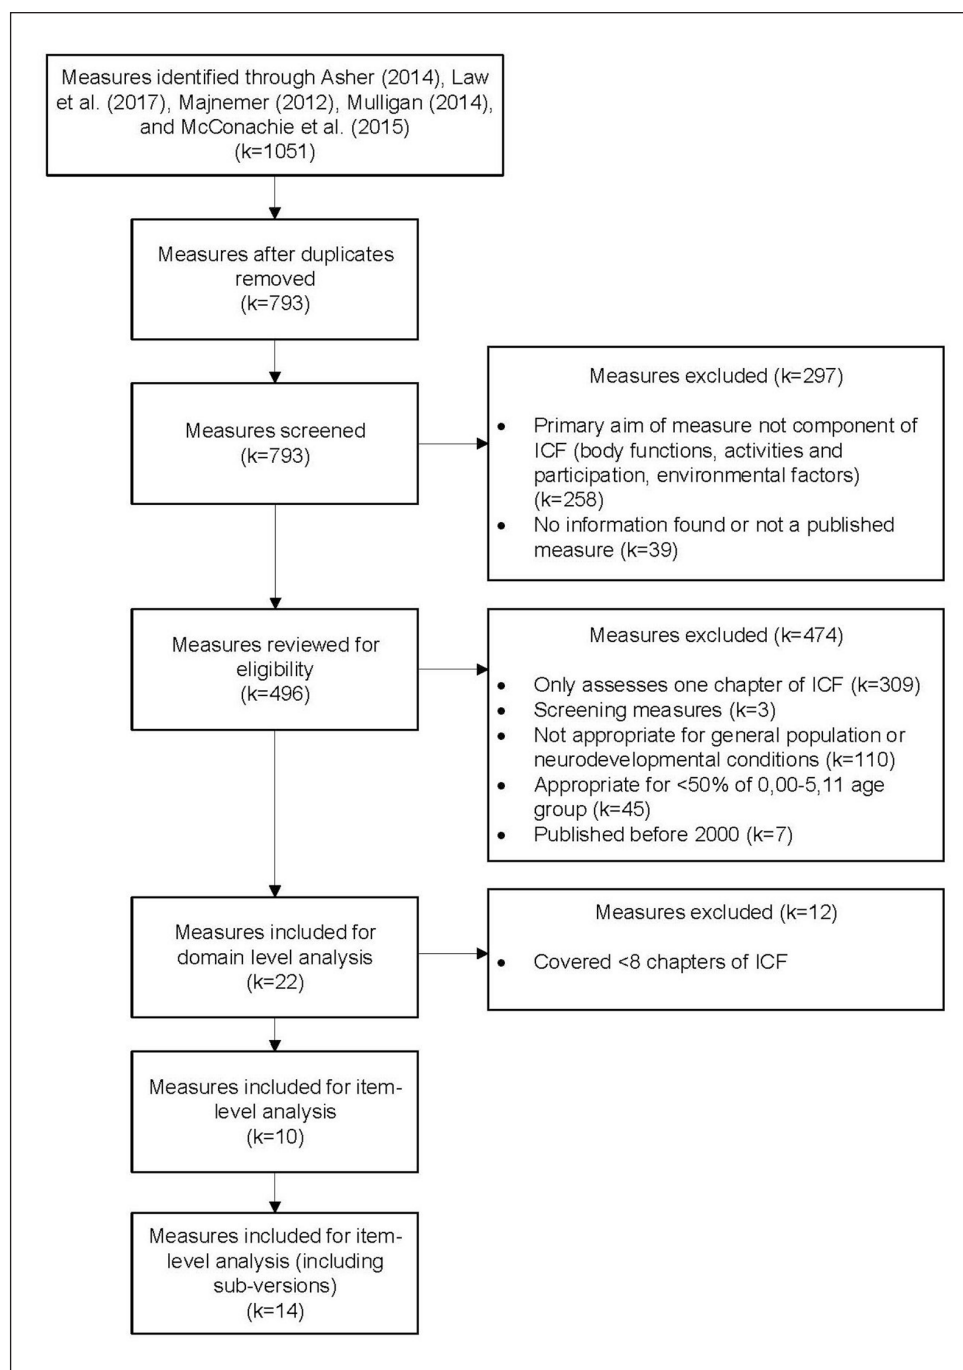 Measures identified through Asher (2014), Law
et al. (2017), Majnemer (2012), Mulligan (2014),
and McConachie et al. (2015)
(k=1051)
Measures after duplicates
removed
(k=793)
Measures screened
(k=793)
Measures excluded (k=297)
• Primary aim of measure not component of
ICF (body functions, activities and
participation, environmental factors)
(k=258)
• No information found or not a published
measure (k=39)
Measures reviewed for
eligibility
(k=496)
Measures excluded (k=474)
• Only assesses one chapter of ICF (k=309)
• Screening measures (k=3)
• Not appropriate for general population or
neurodevelopmental conditions (k=110)
• Appropriate for <50% of 0,00-5,11 age
group (k=45)
• Published before 2000 (k=7)
Measures included for
domain level analysis
(k=22)
Measures excluded (k=12)
• Covered <8 chapters of ICF
Measures included for item-
level analysis
(k=10)
Measures included for item-
level analysis (including
sub-versions)
(k=14)